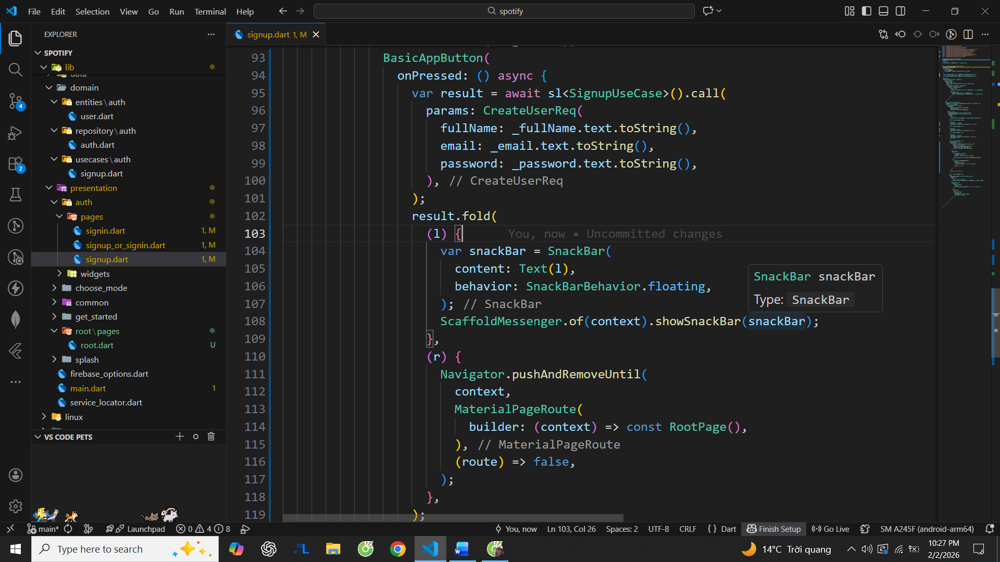 File Edit Selection View Go Run Terminal Help
spotify
EXPLORER
signup.dart 1, M
SPOTIFY
lib
data
domain
entities\auth
user.dart
repository\auth
auth.dart
usecases\auth
signup.dart
presentation
auth
pages
signin.dart 1, M
signup_or_signin.dart 1, M
signup.dart 1, M
widgets
choose_mode
common
get_started
root\pages
root.dart U
splash
firebase_options.dart
main.dart 1
service_locator.dart
linux
VS CODE PETS
4
2
93 BasicAppButton(
94 onPressed: () async {
95 var result = await sl<SignupUseCase>().call(
96 params: CreateUserReq(
97 fullName: _fullName.text.toString(),
98 email: _email.text.toString(),
99 password: _password.text.toString(),
100 ), // CreateUserReq
101 );
102 result.fold(
103 (l) { You, now • Uncommitted changes
104 var snackBar = SnackBar(
105 content: Text(l),
106 behavior: SnackBarBehavior.floating,
107 ); // SnackBar
108 ScaffoldMessenger.of(context).showSnackBar(snackBar);
109 },
110 (r) {
111 Navigator.pushAndRemoveUntil(
112 context,
113 MaterialPageRoute(
114 builder: (context) => const RootPage(),
115 ), // MaterialPageRoute
116 (route) => false,
117 );
118 },
119 );
SnackBar snackBar
Type: SnackBar
main* Launchpad 0 4 8 You, now Ln 103, Col 26 Spaces: 2 UTF-8 CRLF {} Dart Finish Setup Go Live SM A245F (android-arm64)
Type here to search
14°C Trời quang
10:27 PM
2/2/2026